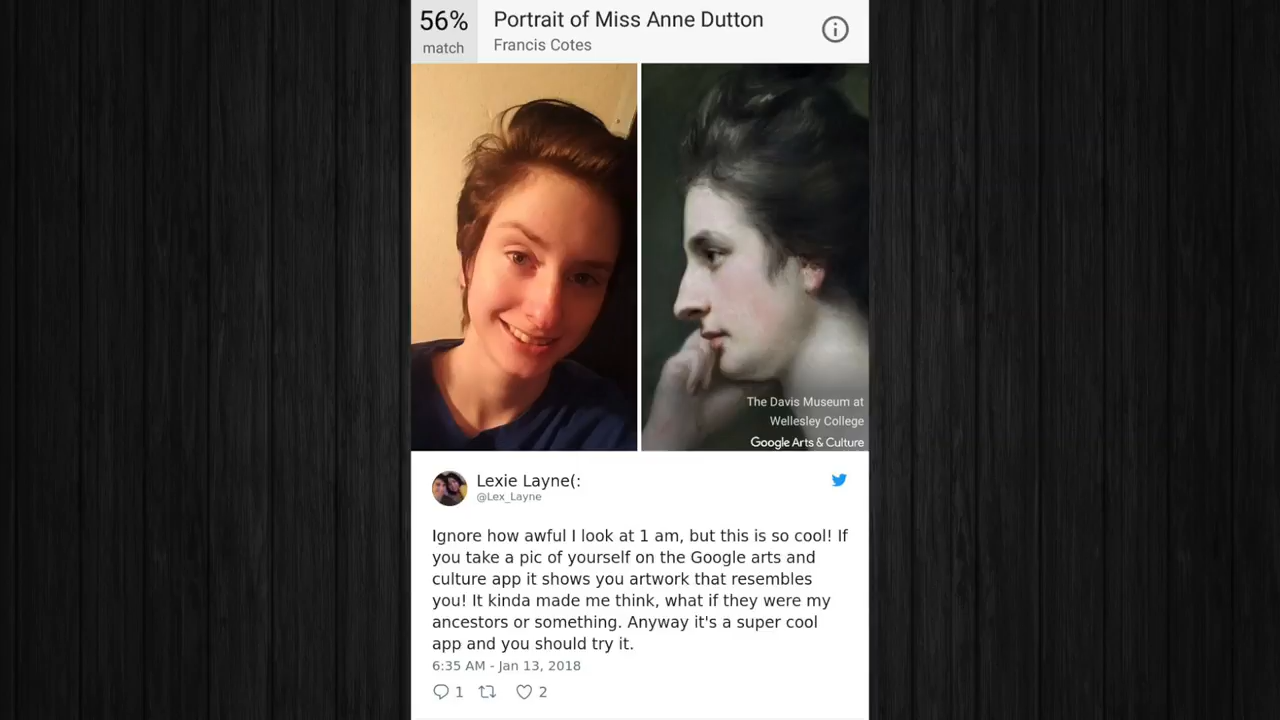 56%
match
Portrait of Miss Anne Dutton
Francis Cotes
The Davis Museum at
Wellesley College
Google Arts & Culture
Lexie Layne(:
@Lex_Layne
Ignore how awful I look at 1 am, but this is so cool! If
you take a pic of yourself on the Google arts and
culture app it shows you artwork that resembles
you! It kinda made me think, what if they were my
ancestors or something. Anyway it's a super cool
app and you should try it.
6:35 AM - Jan 13, 2018
1
2